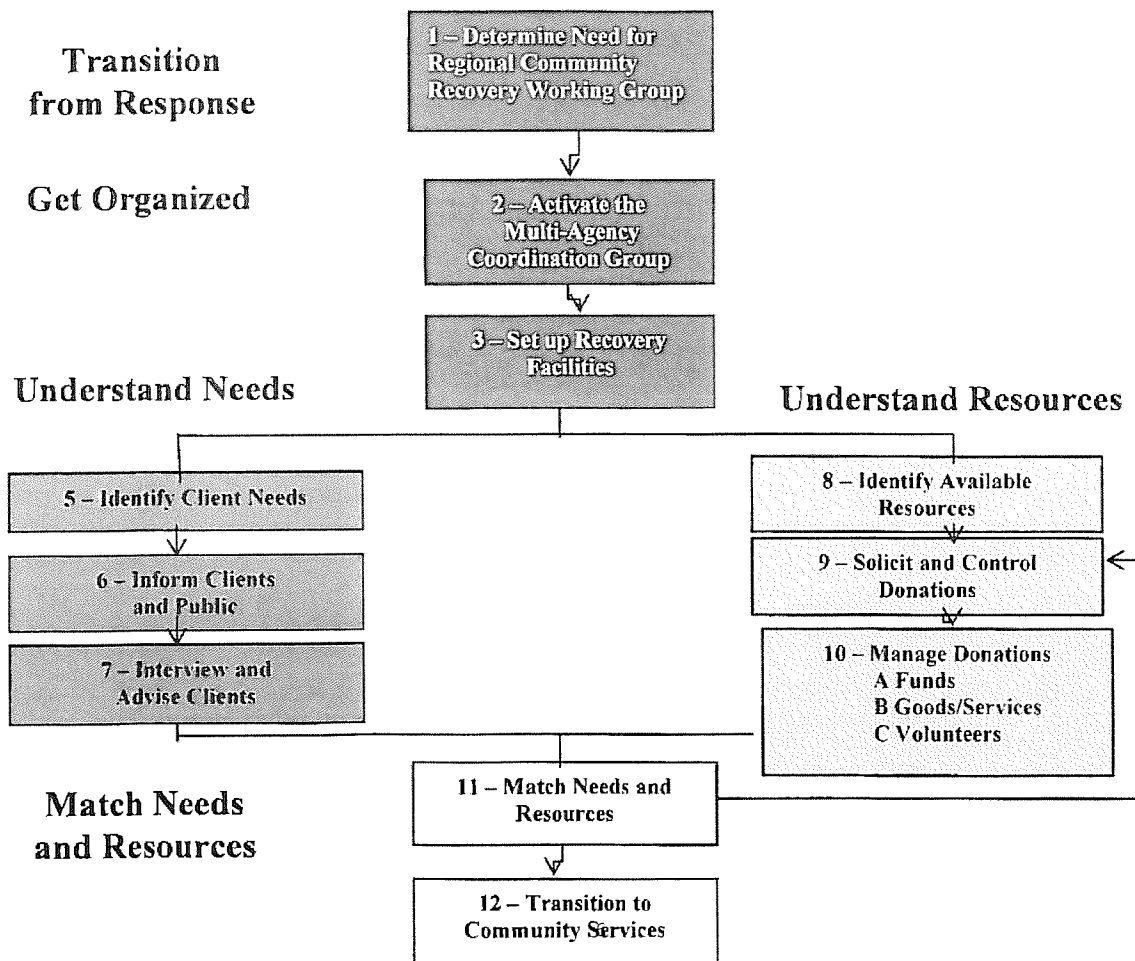 Transition
from Response
1 – Determine Need for
Regional Community
Recovery Working Group
Get Organized
2 – Activate the
Multi-Agency
Coordination Group
3 – Set up Recovery
Facilities
Understand Needs
Understand Resources
5 – Identify Client Needs
6 – Inform Clients
and Public
7 – Interview and
Advise Clients
8 – Identify Available
Resources
9 – Solicit and Control
Donations
10 – Manage Donations
A Funds
B Goods/Services
C Volunteers
Match Needs
and Resources
11 – Match Needs and
Resources
12 – Transition to
Community Services
6